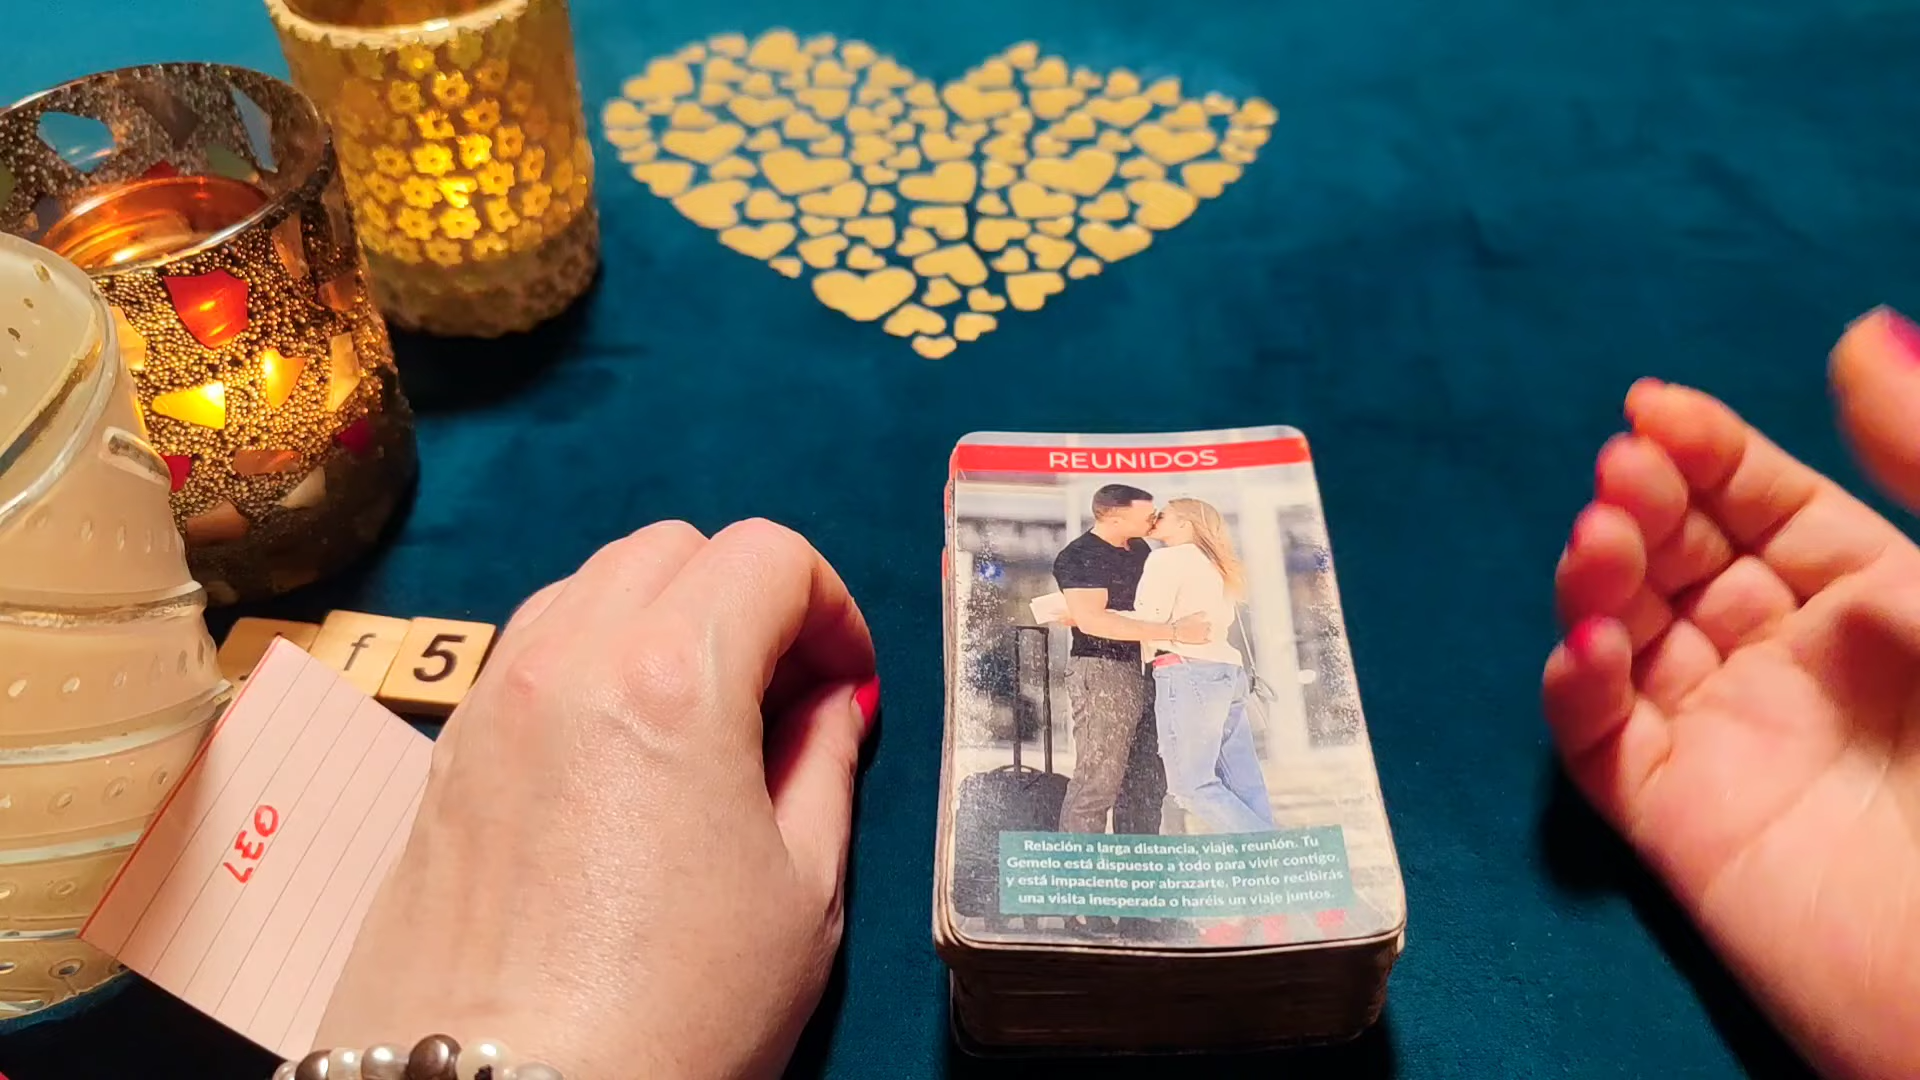 REUNIDOS
Relación a larga distancia, viaje, reunión. Tu
Gemelo está dispuesto a todo para vivir contigo,
y está impaciente por abrazarte. Pronto recibirás
una visita inesperada o haréis un viaje juntos.
f 5
LEO